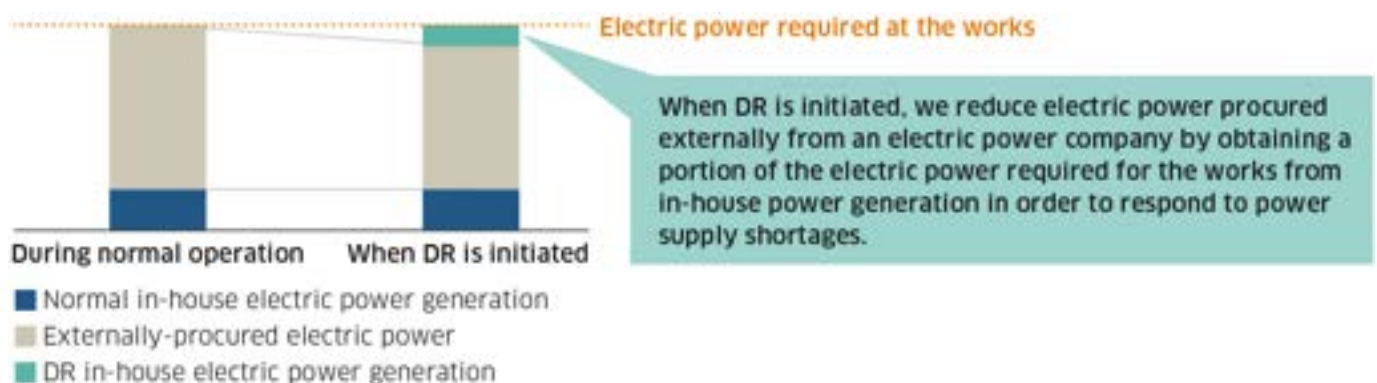 Electric power required at the works
When DR is initiated, we reduce electric power procured
externally from an electric power company by obtaining a
portion of the electric power required for the works from
in-house power generation in order to respond to power
supply shortages.
During normal operation
When DR is initiated
Normal in-house electric power generation
Externally-procured electric power
DR in-house electric power generation